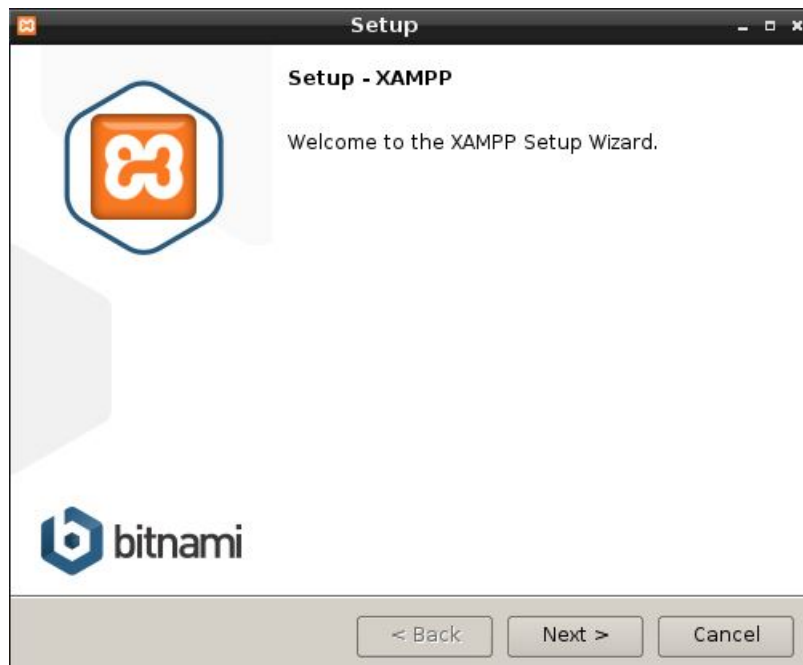 Setup
Setup - XAMPP
Welcome to the XAMPP Setup Wizard.
bitnami
< Back
Next >
Cancel